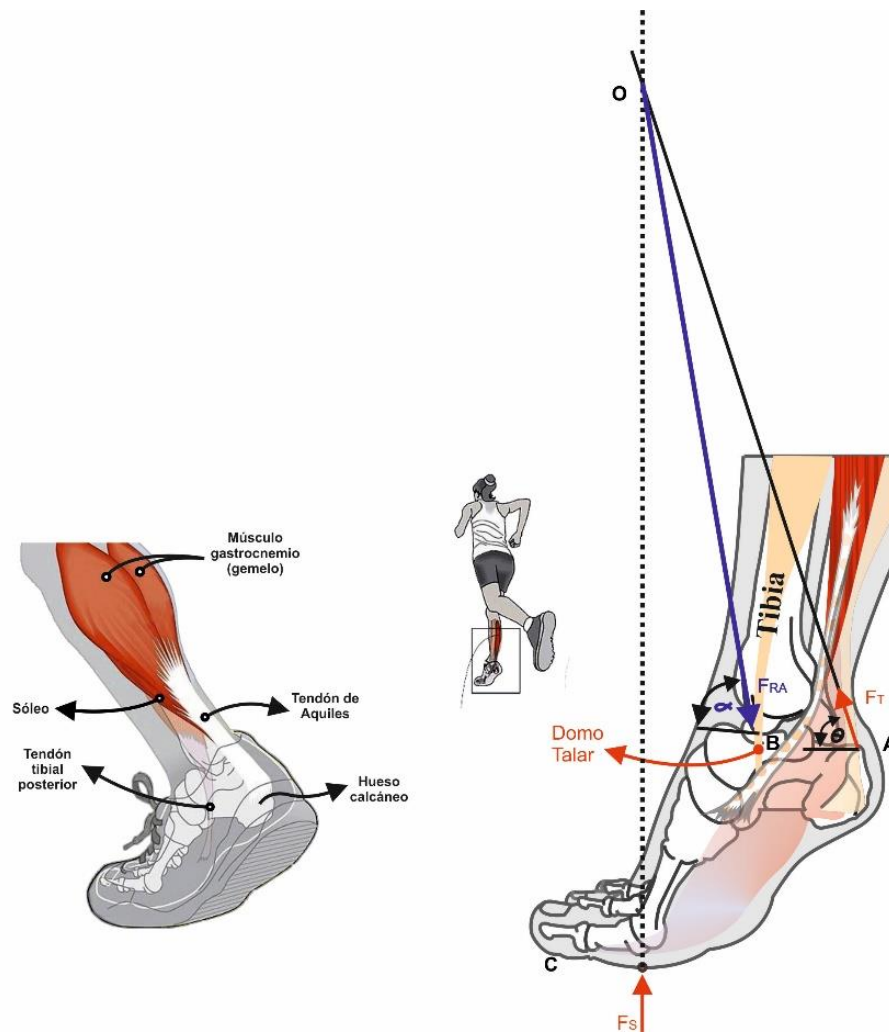 O
Músculo
gastrocnemio
(gemelo)
Sóleo
Tendón de
Aquiles
Tendón
tibial
posterior
Hueso
calcáneo
Tibia
FRA
α
FT
θ
B
A
Domo
Talar
C
FS